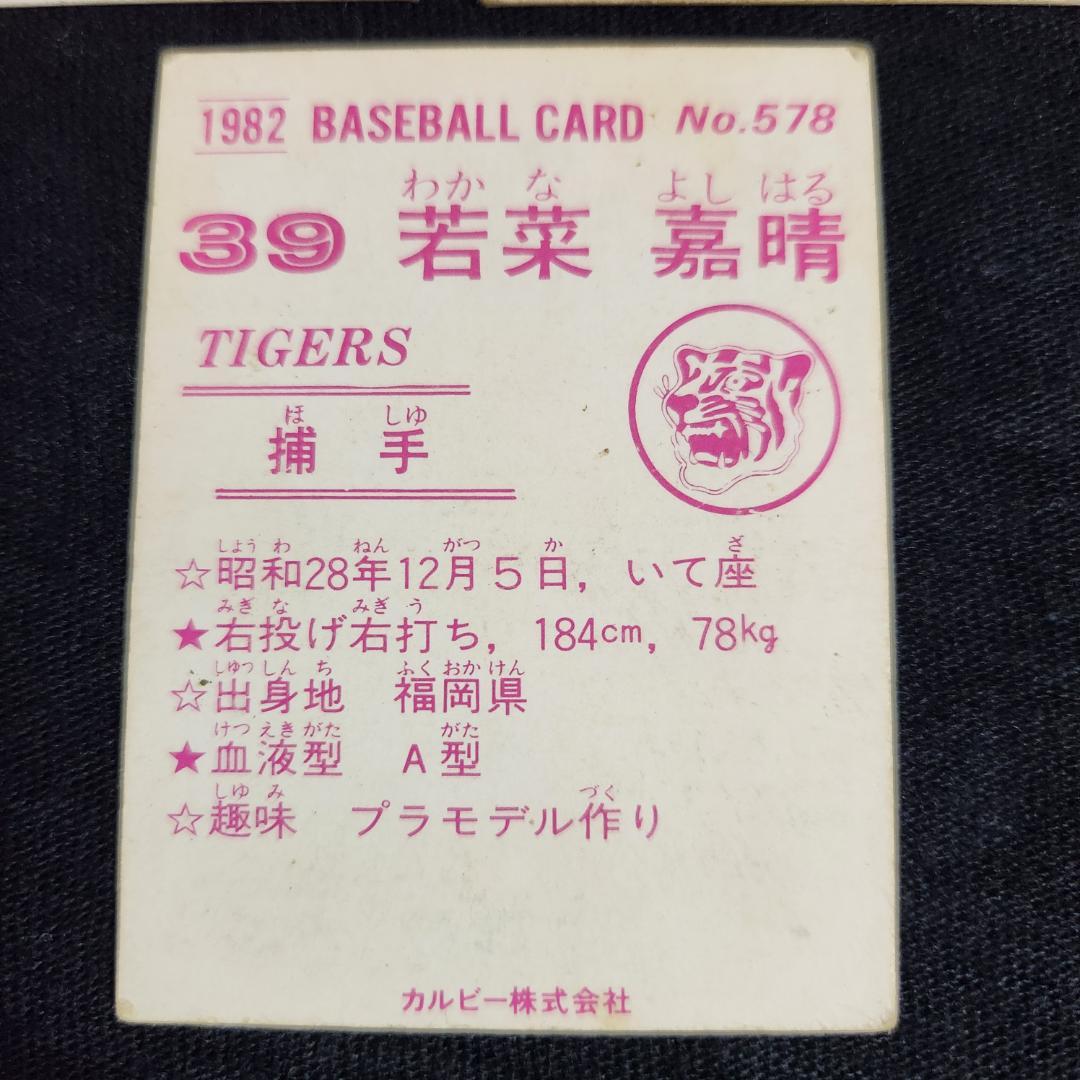 1982 BASEBALL CARD No.578
わかな よしはる
39 若菜 嘉晴
TIGERS
ほ しゆ
捕手
しよう わ ねん がつ か ざ
☆昭和28年12月5日, いて座
みぎ な みぎ う
★右投げ右打ち, 184cm, 78kg
しゆつ しん ち ふく おか けん
☆出身地 福岡県
けつ えき がた がた
★血液型 A型
しゆ み づく
☆趣味 プラモデル作り
カルビー株式会社